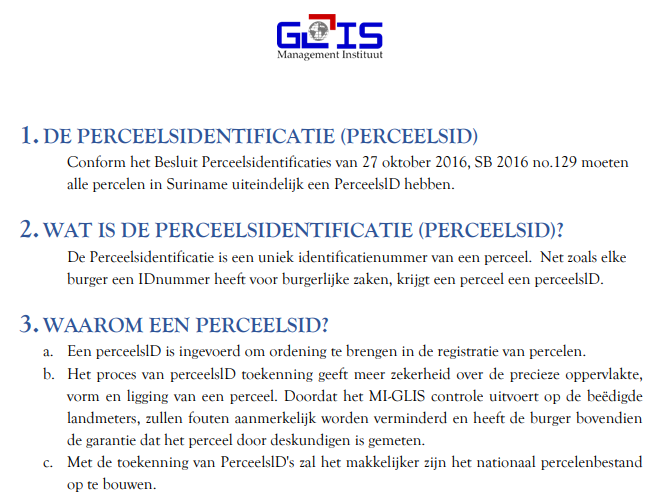 GLIS
Management Instituut
1. DE PERCEELSIDENTIFICATIE (PERCEELSID)
Conform het Besluit Perceelsidentificaties van 27 oktober 2016, SB 2016 no.129 moeten
alle percelen in Suriname uiteindelijk een PerceelsID hebben.
2. WAT IS DE PERCEELSIDENTIFICATIE (PERCEELSID)?
De Perceelsidentificatie is een uniek identificatienummer van een perceel.  Net zoals elke
burger een IDnummer heeft voor burgerlijke zaken, krijgt een perceel een perceelsID.
3. WAAROM EEN PERCEELSID?
a. Een perceelsID is ingevoerd om ordening te brengen in de registratie van percelen.
b. Het proces van perceelsID toekenning geeft meer zekerheid over de precieze oppervlakte,
vorm en ligging van een perceel. Doordat het MI-GLIS controle uitvoert op de beëdigde
landmeters, zullen fouten aanmerkelijk worden verminderd en heeft de burger bovendien
de garantie dat het perceel door deskundigen is gemeten.
c. Met de toekenning van PerceelsID's zal het makkelijker zijn het nationaal percelenbestand
op te bouwen.